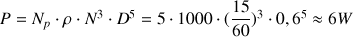 P = N_p · ρ · N^3 · D^5 = 5 · 1000 · (15/60)^3 · 0,6^5 ≈ 6W